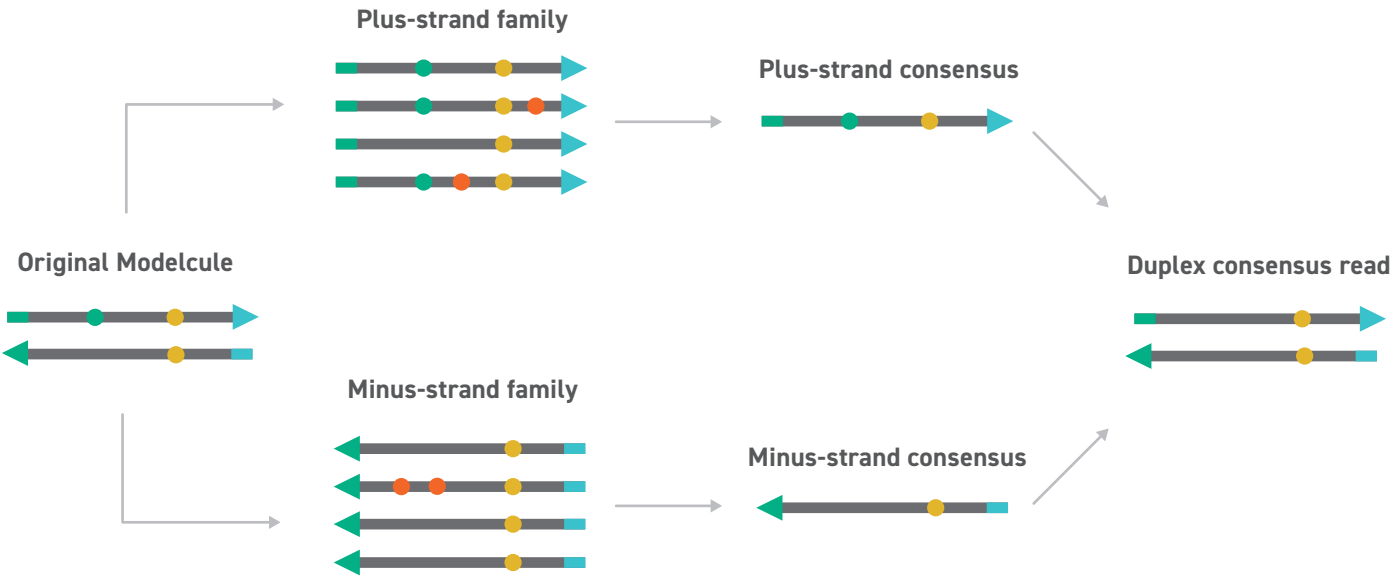 Plus-strand family
Plus-strand consensus
Original Modelcule
Duplex consensus read
Minus-strand family
Minus-strand consensus